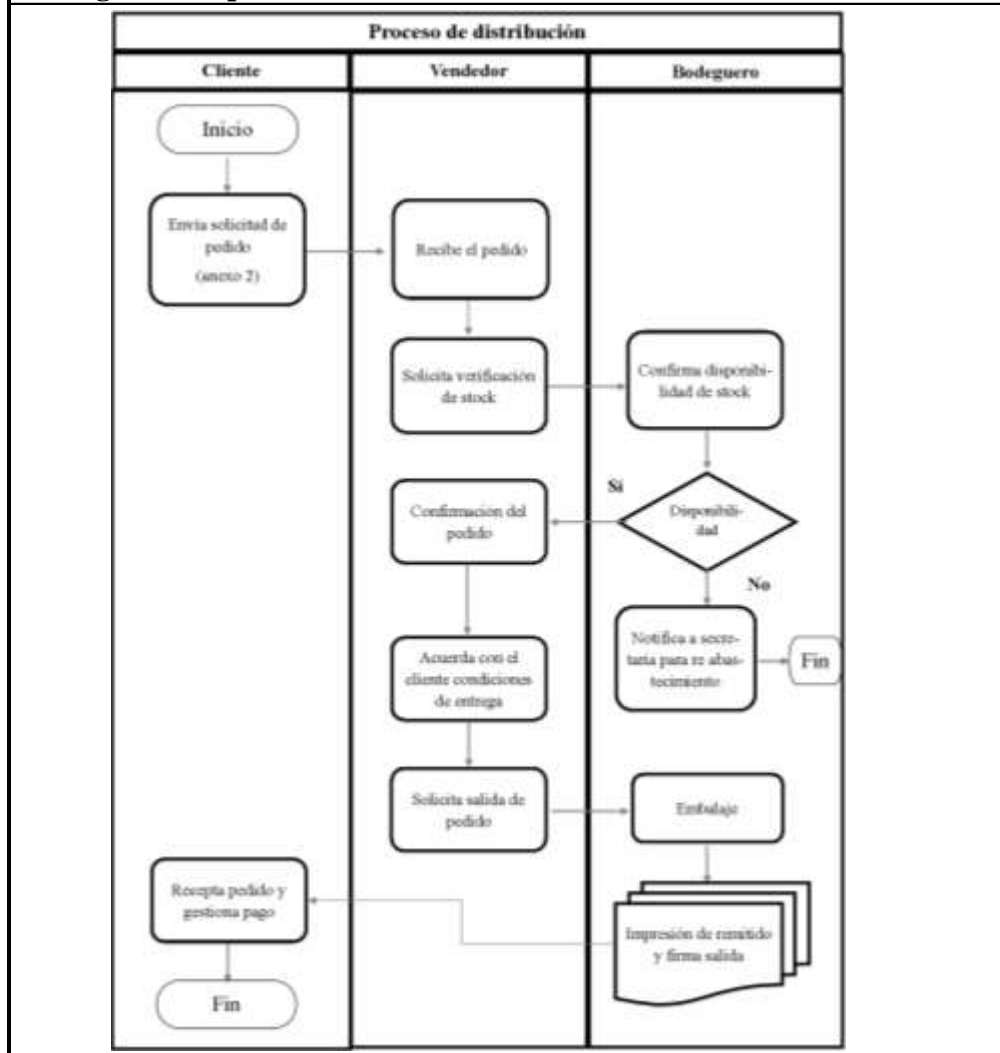 Proceso de distribución
Cliente
Vendedor
Bodeguero
Inicio
Envia solicitud de
pedido
(anexo 2)
Recibe el pedido
Solicita verificación
de stock
Confirma disponibi-
lidad de stock
Si
Disponibili-
dad
Confirmación del
pedido
No
Notifica a secre-
taria para re abas-
tecimiento
Fin
Acuerda con el
cliente condiciones
de entrega
Solicita salida de
pedido
Embalaje
Recepta pedido y
gestiona pago
Impresión de remitido
y firma salida
Fin